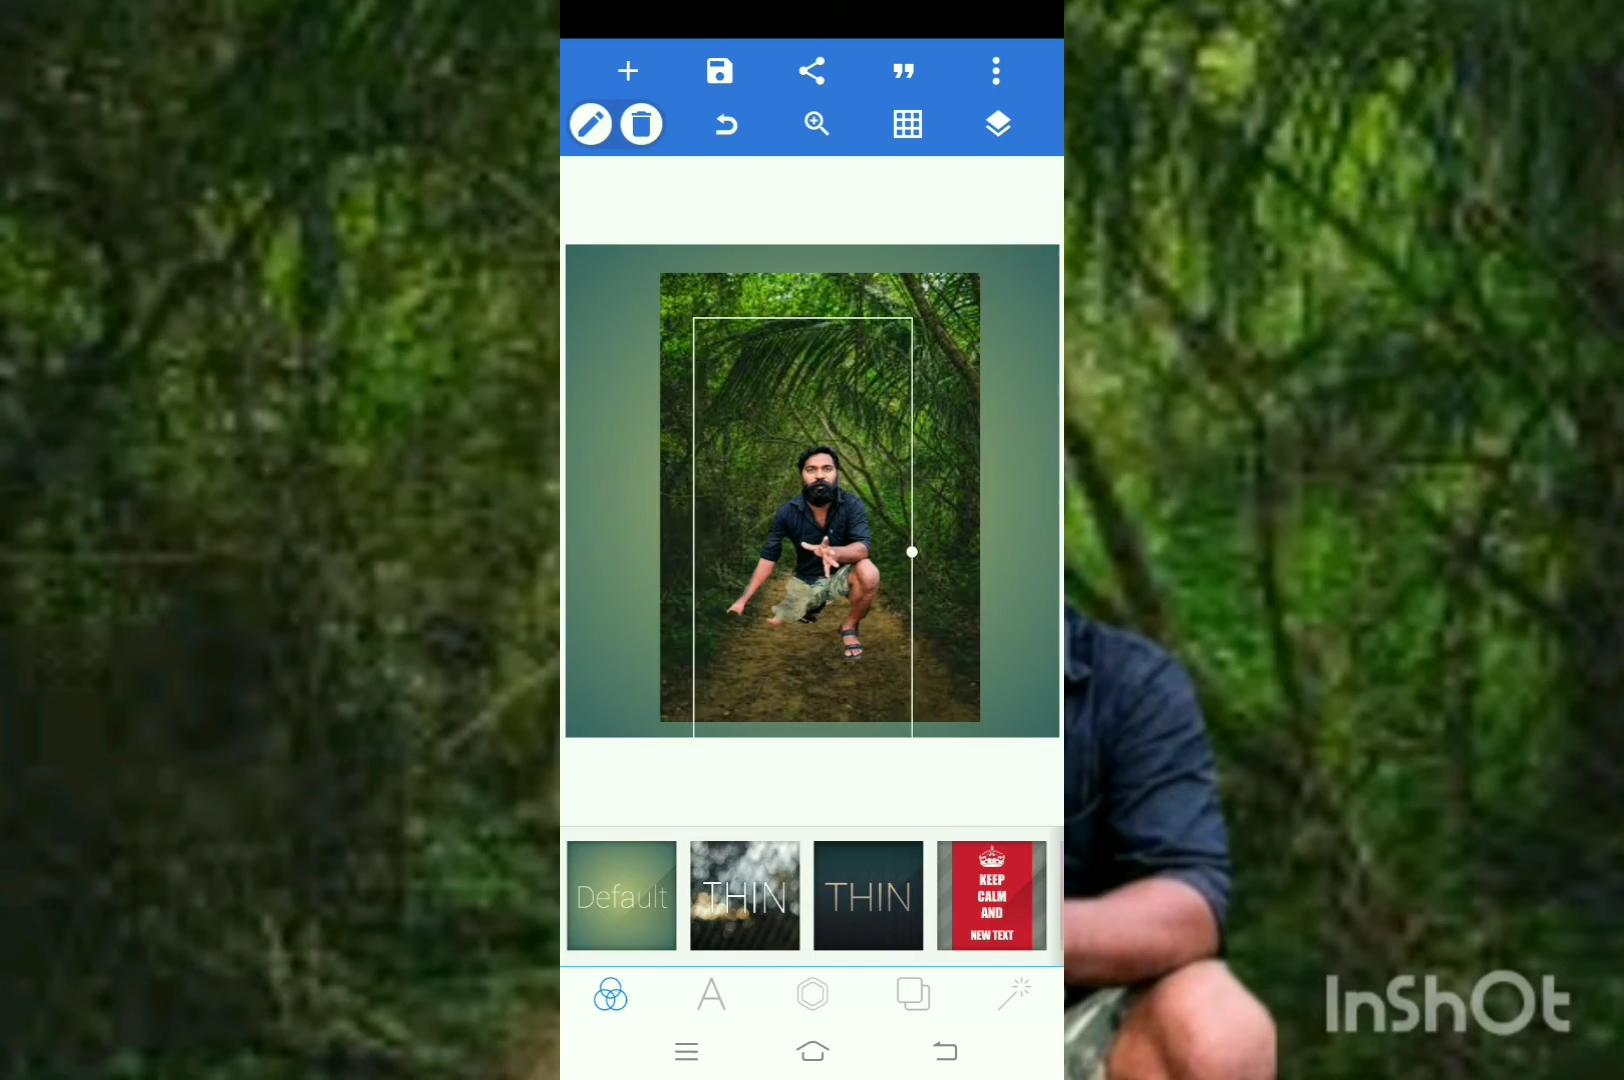 Default
THIN
THIN
KEEP
CALM
AND
NEW TEXT
InShOt